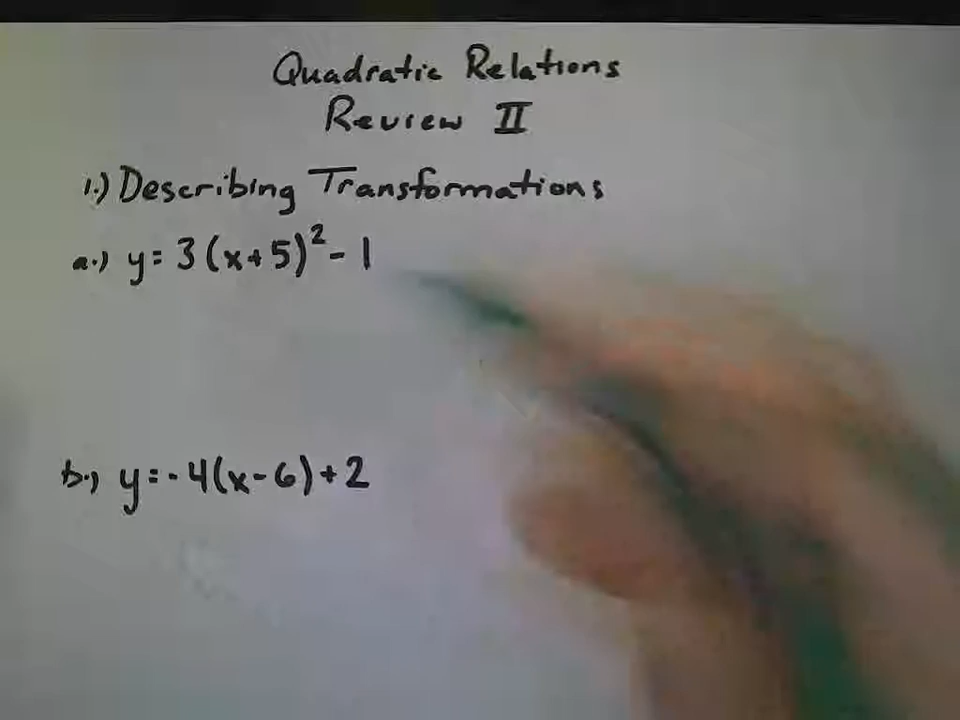 Quadratic Relations
Review II
1.) Describing Transformations
a.) y = 3(x+5)² - 1
b.) y = -4(x-6) + 2